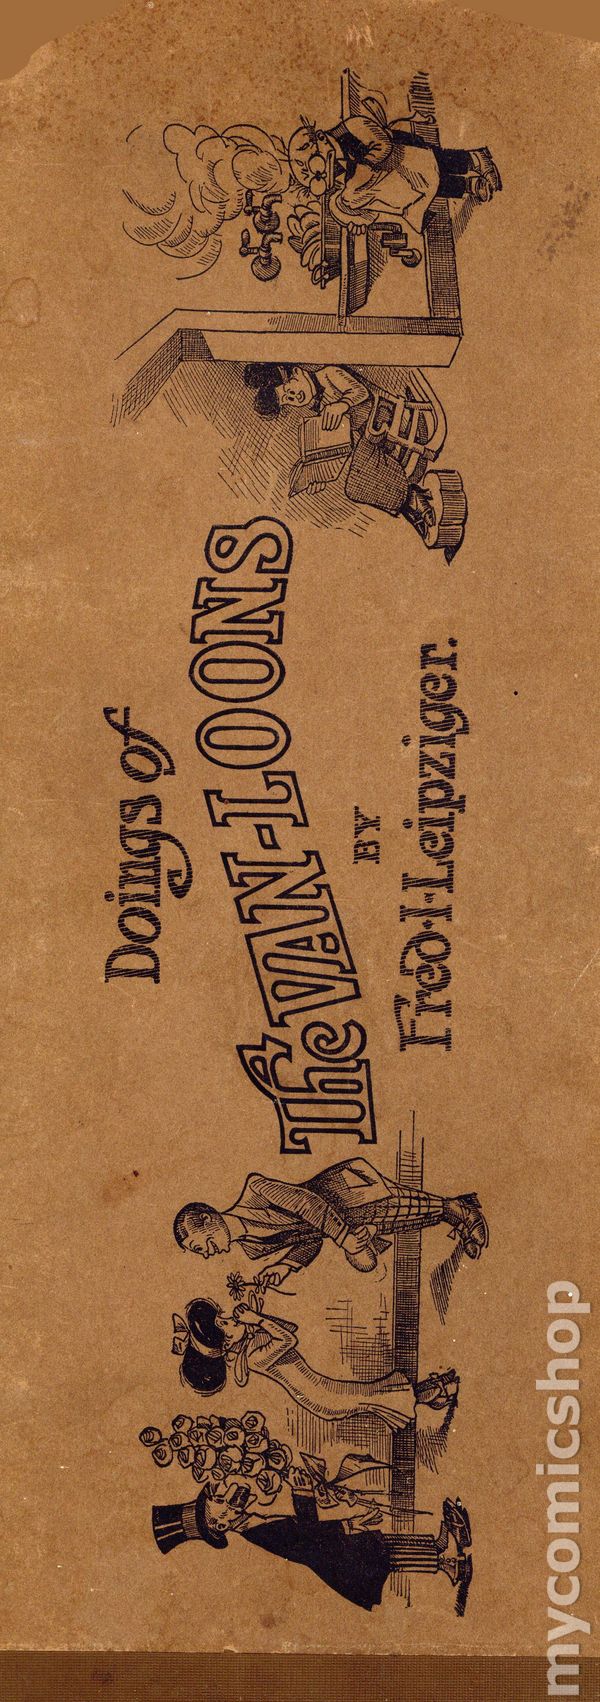 Doings of
The VAN-LOONS
BY
Fred·I·Leipziger.
mycomicshop